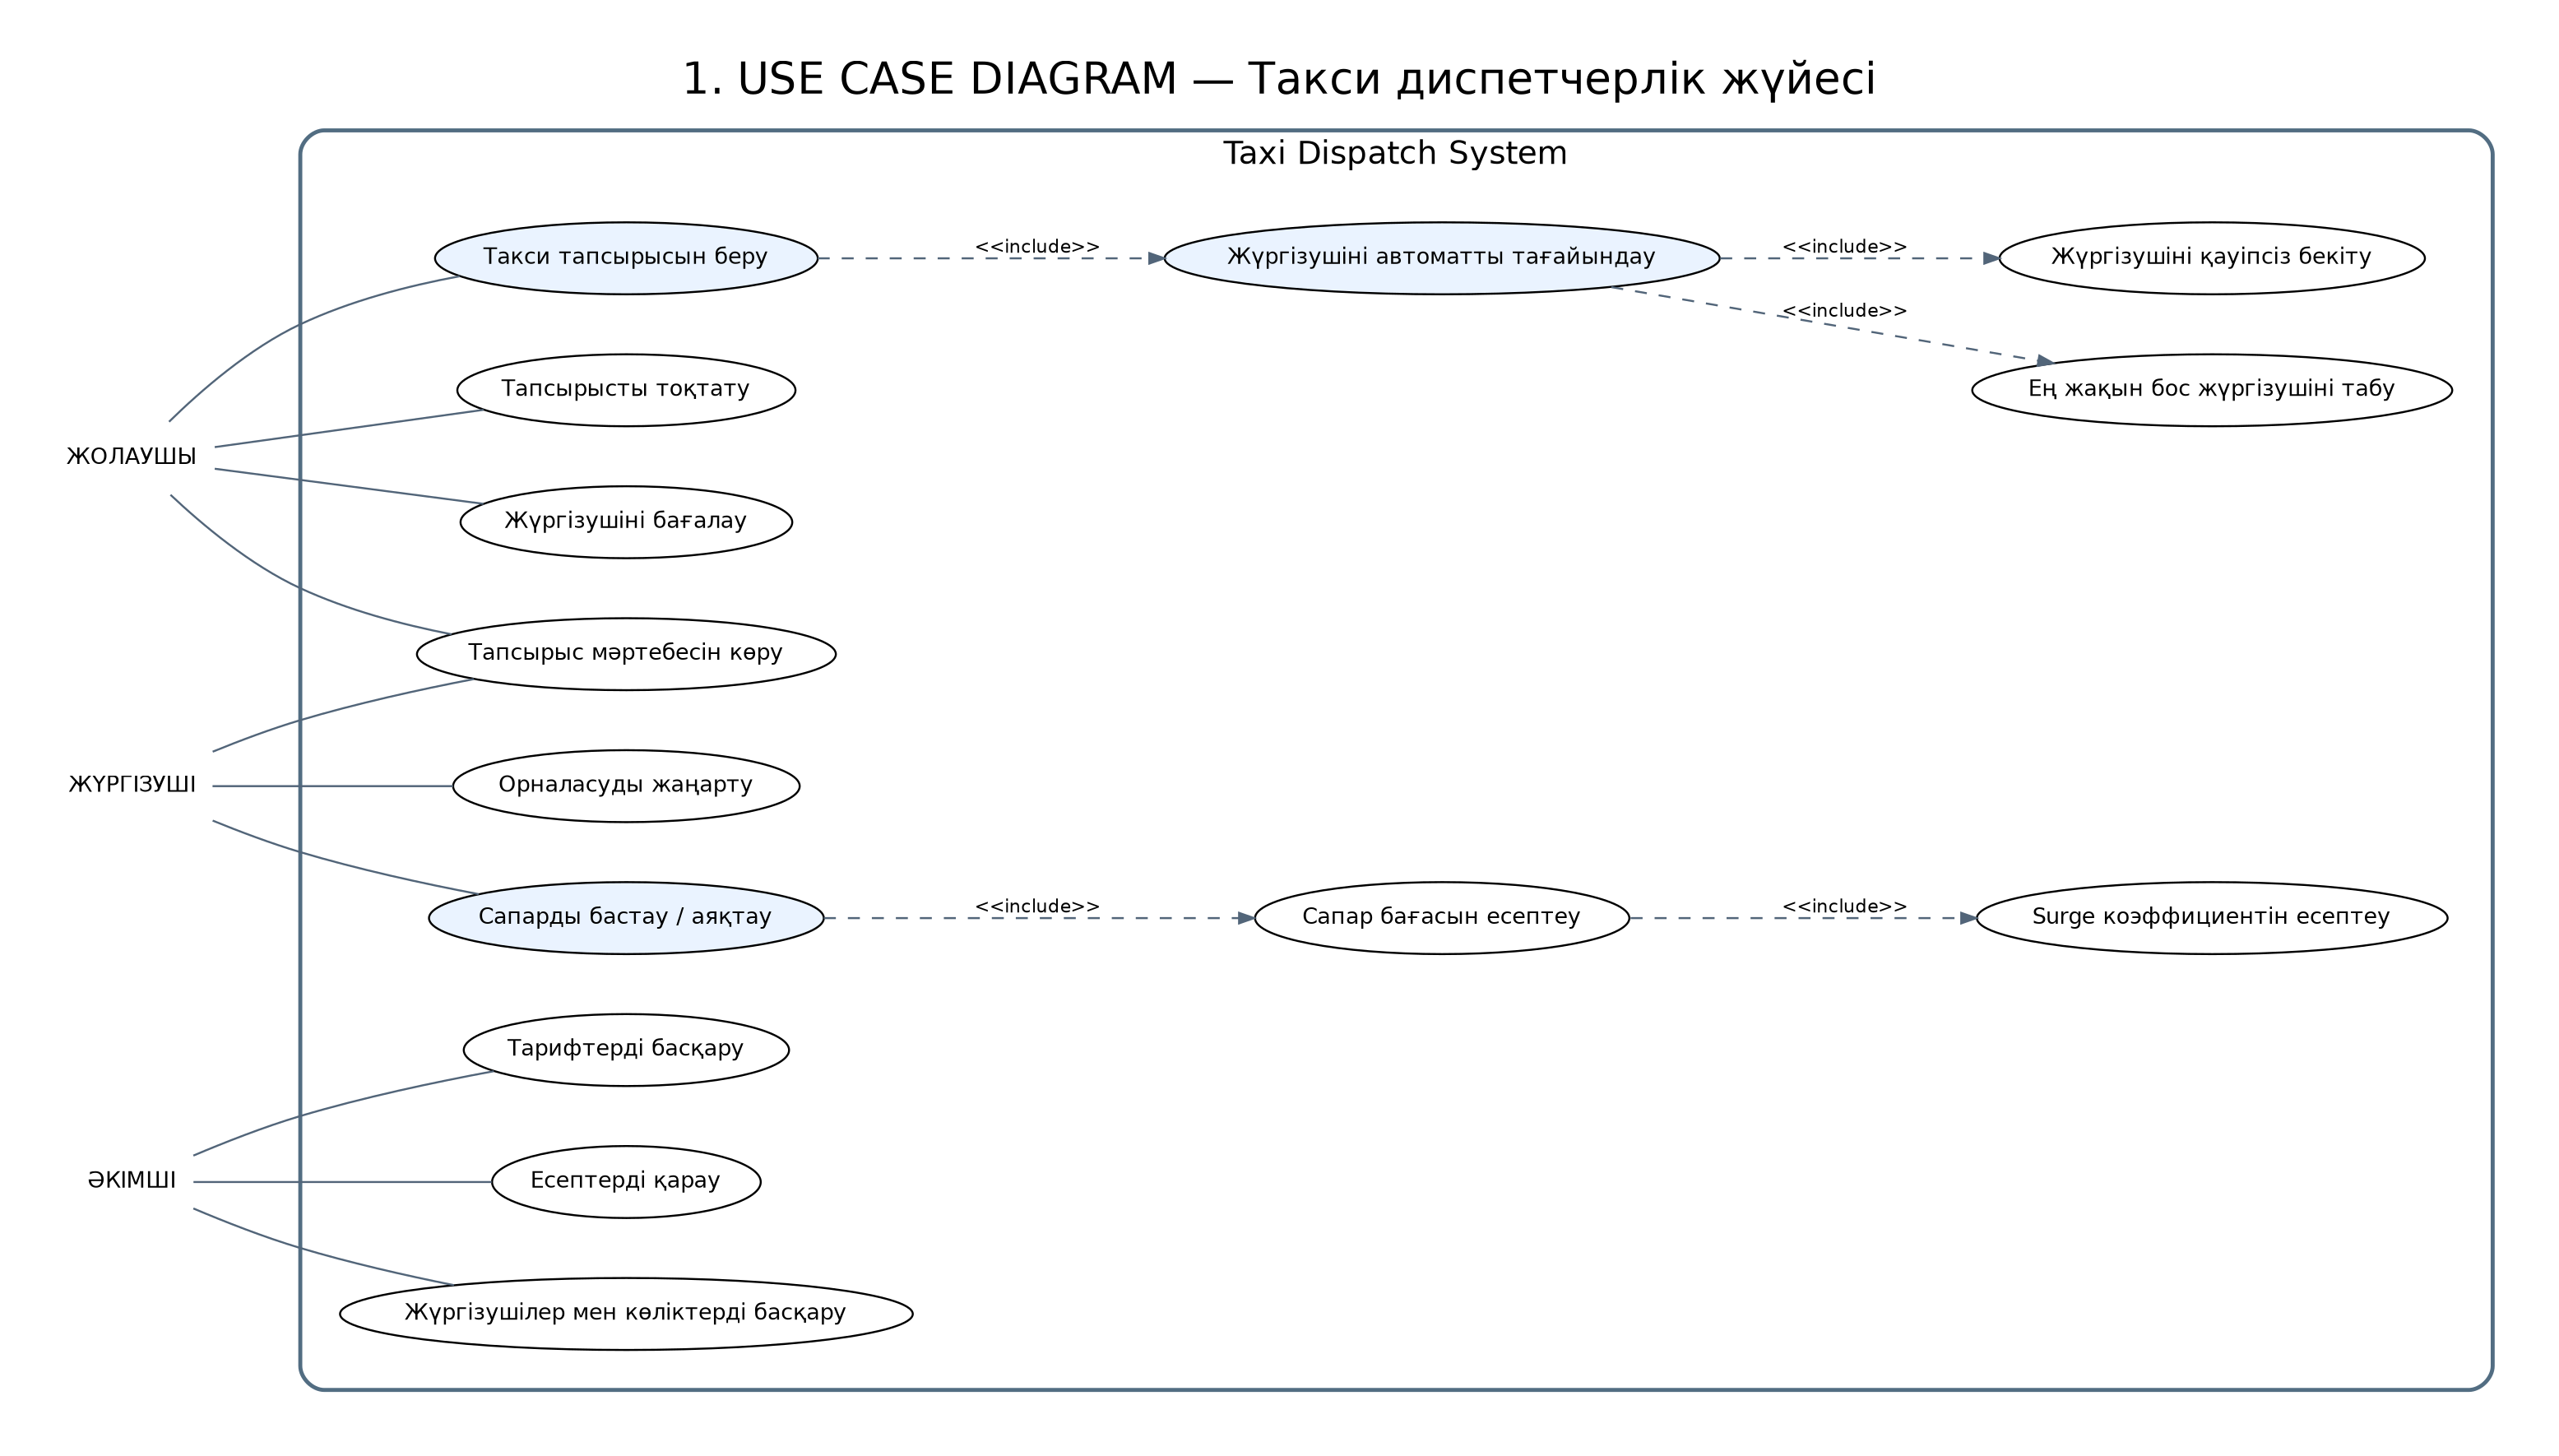 1. USE CASE DIAGRAM — Такси диспетчерлік жүйесі
Taxi Dispatch System
Такси тапсырысын беру
<<include>>
Жүргізушіні автоматты тағайындау
<<include>>
Жүргізушіні қауіпсіз бекіту
<<include>>
Тапсырысты тоқтату
Ең жақын бос жүргізушіні табу
ЖОЛАУШЫ
Жүргізушіні бағалау
Тапсырыс мәртебесін көру
ЖҮРГІЗУШІ
Орналасуды жаңарту
Сапарды бастау / аяқтау
<<include>>
Сапар бағасын есептеу
<<include>>
Surge коэффициентін есептеу
Тарифтерді басқару
ӘКІМШІ
Есептерді қарау
Жүргізушілер мен көліктерді басқару